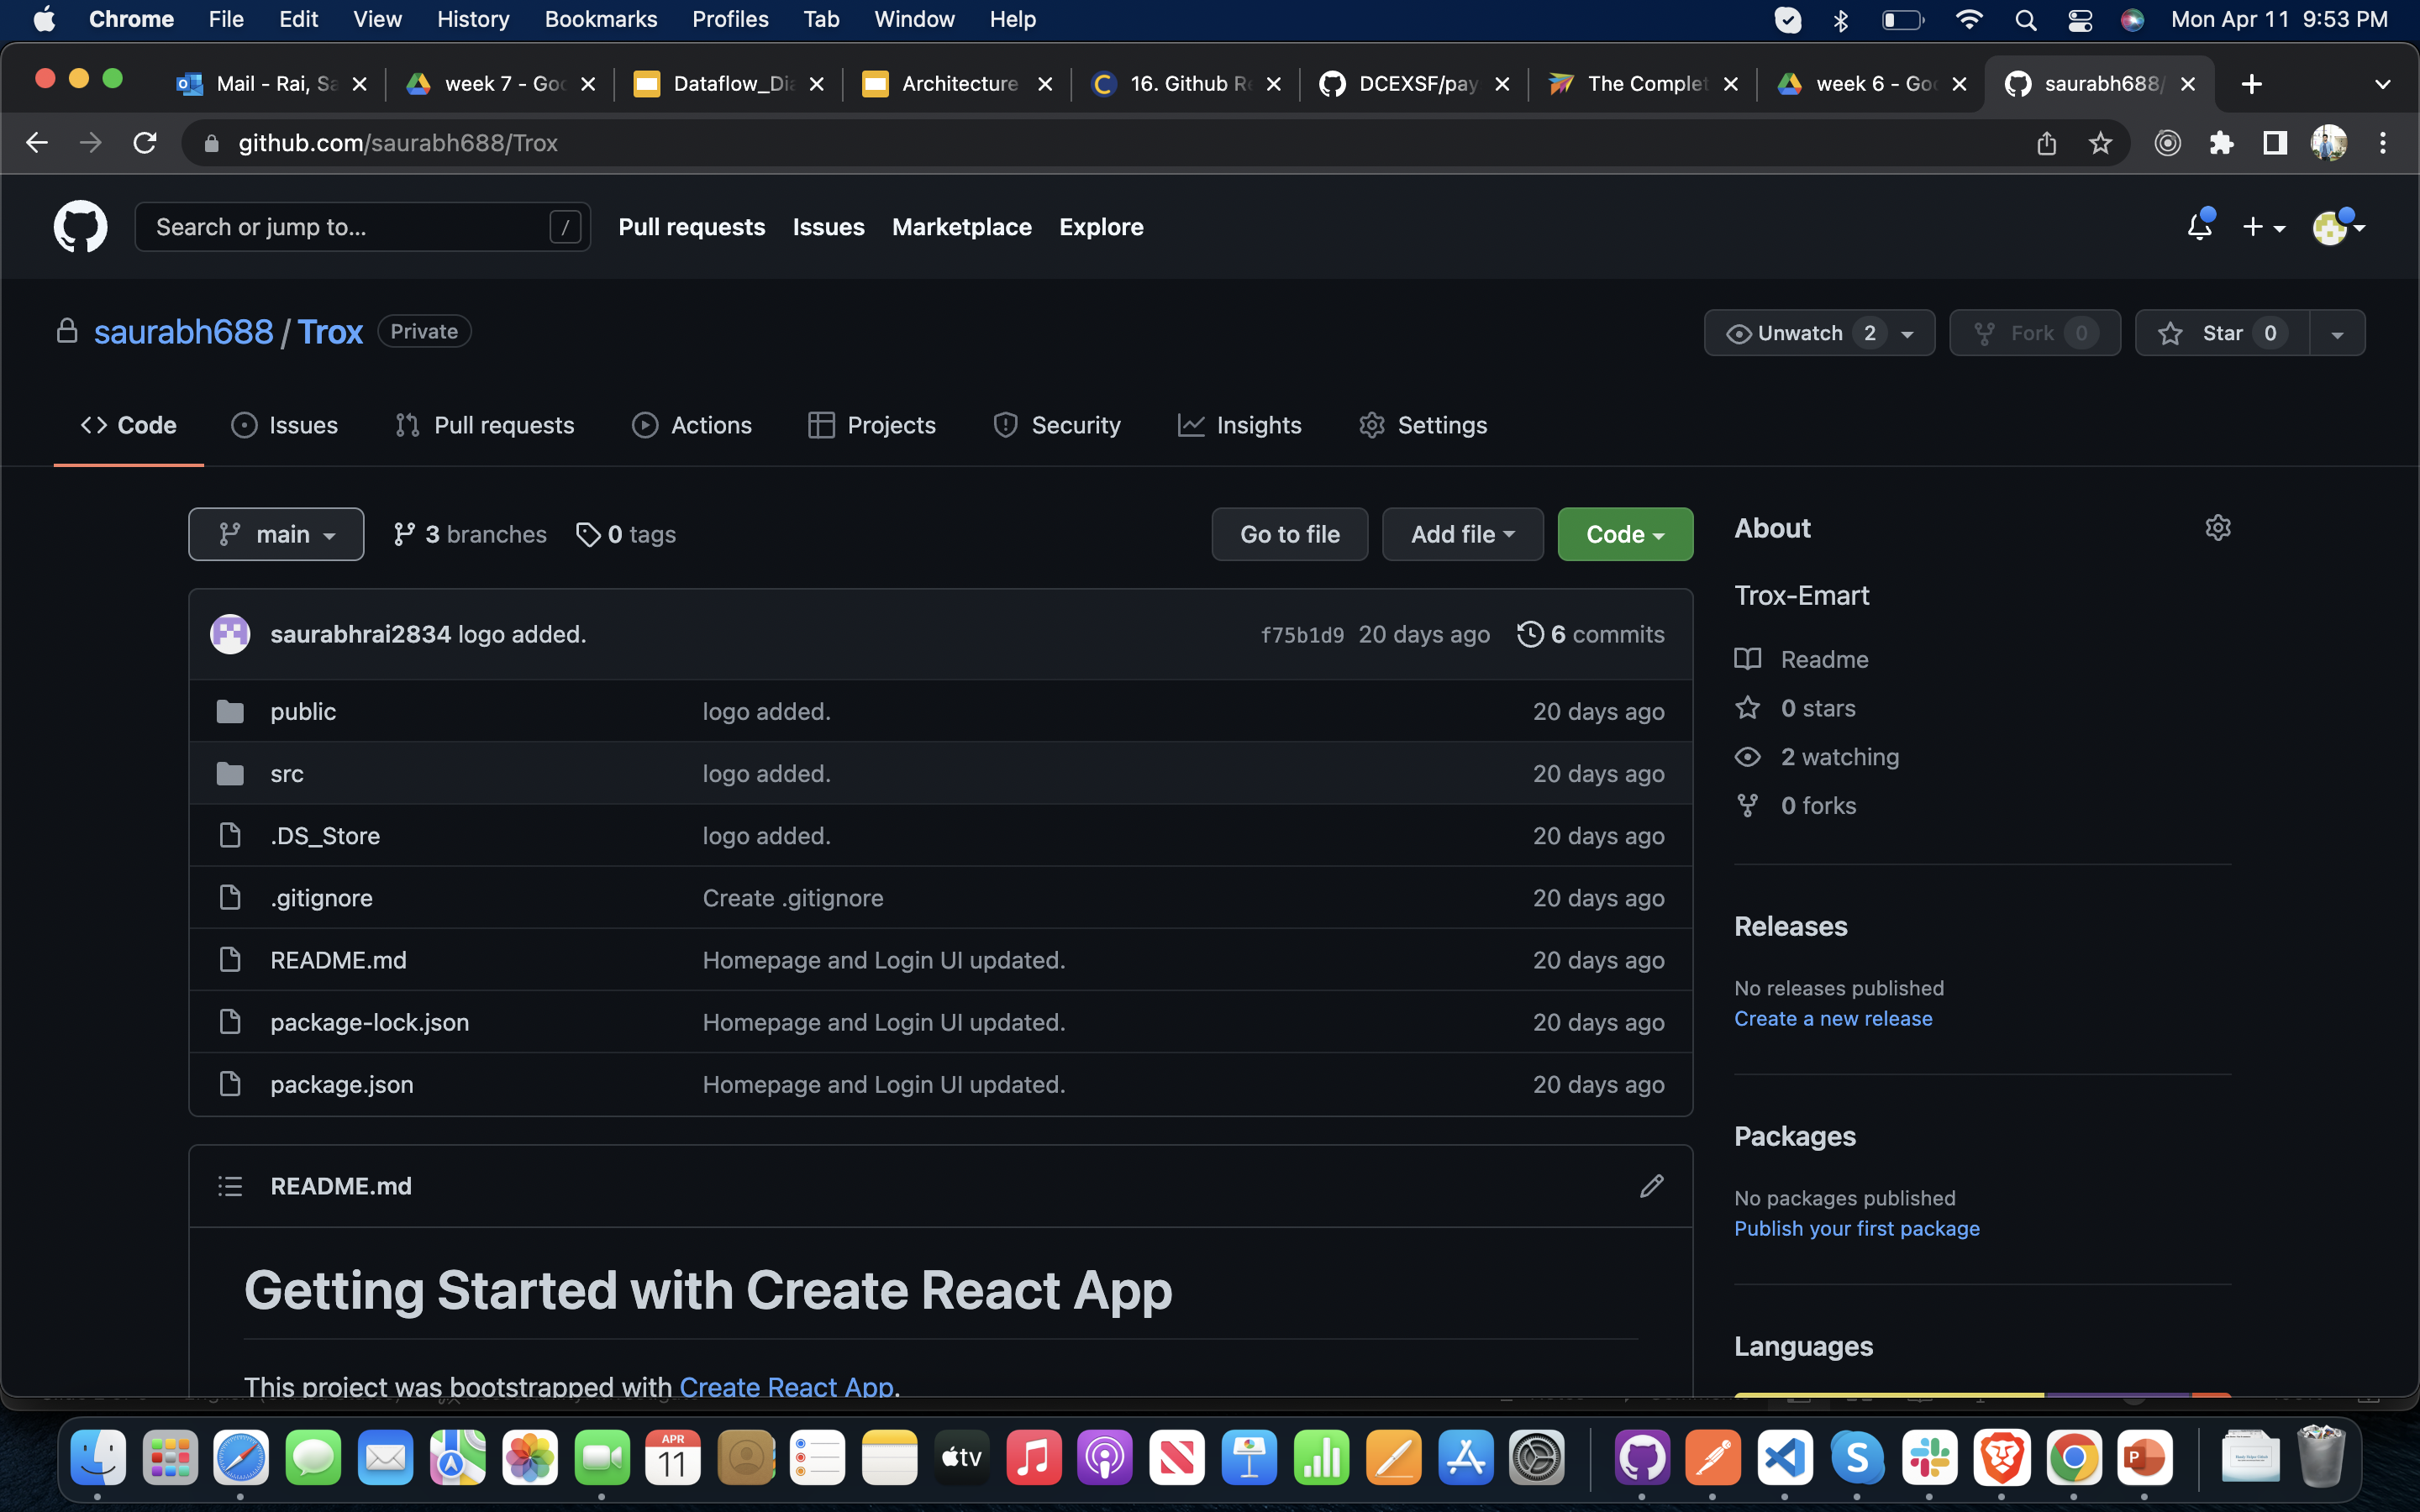 Chrome File Edit View History Bookmarks Profiles Tab Window Help Mon Apr 11 9:53 PM
Mail - Rai, Sa week 7 - Goo Dataflow_Dia Architecture 16. Github Re DCEXSF/pay The Complet week 6 - Goo saurabh688/
github.com/saurabh688/Trox
Search or jump to... / Pull requests Issues Marketplace Explore
saurabh688 / Trox Private Unwatch 2 Fork 0 Star 0
Code Issues Pull requests Actions Projects Security Insights Settings
main 3 branches 0 tags Go to file Add file Code
saurabhrai2834 logo added. f75b1d9 20 days ago 6 commits
public logo added. 20 days ago
src logo added. 20 days ago
.DS_Store logo added. 20 days ago
.gitignore Create .gitignore 20 days ago
README.md Homepage and Login UI updated. 20 days ago
package-lock.json Homepage and Login UI updated. 20 days ago
package.json Homepage and Login UI updated. 20 days ago
README.md
Getting Started with Create React App
This project was bootstrapped with Create React App.
About
Trox-Emart
Readme
0 stars
2 watching
0 forks
Releases
No releases published
Create a new release
Packages
No packages published
Publish your first package
Languages
APR
11
tv